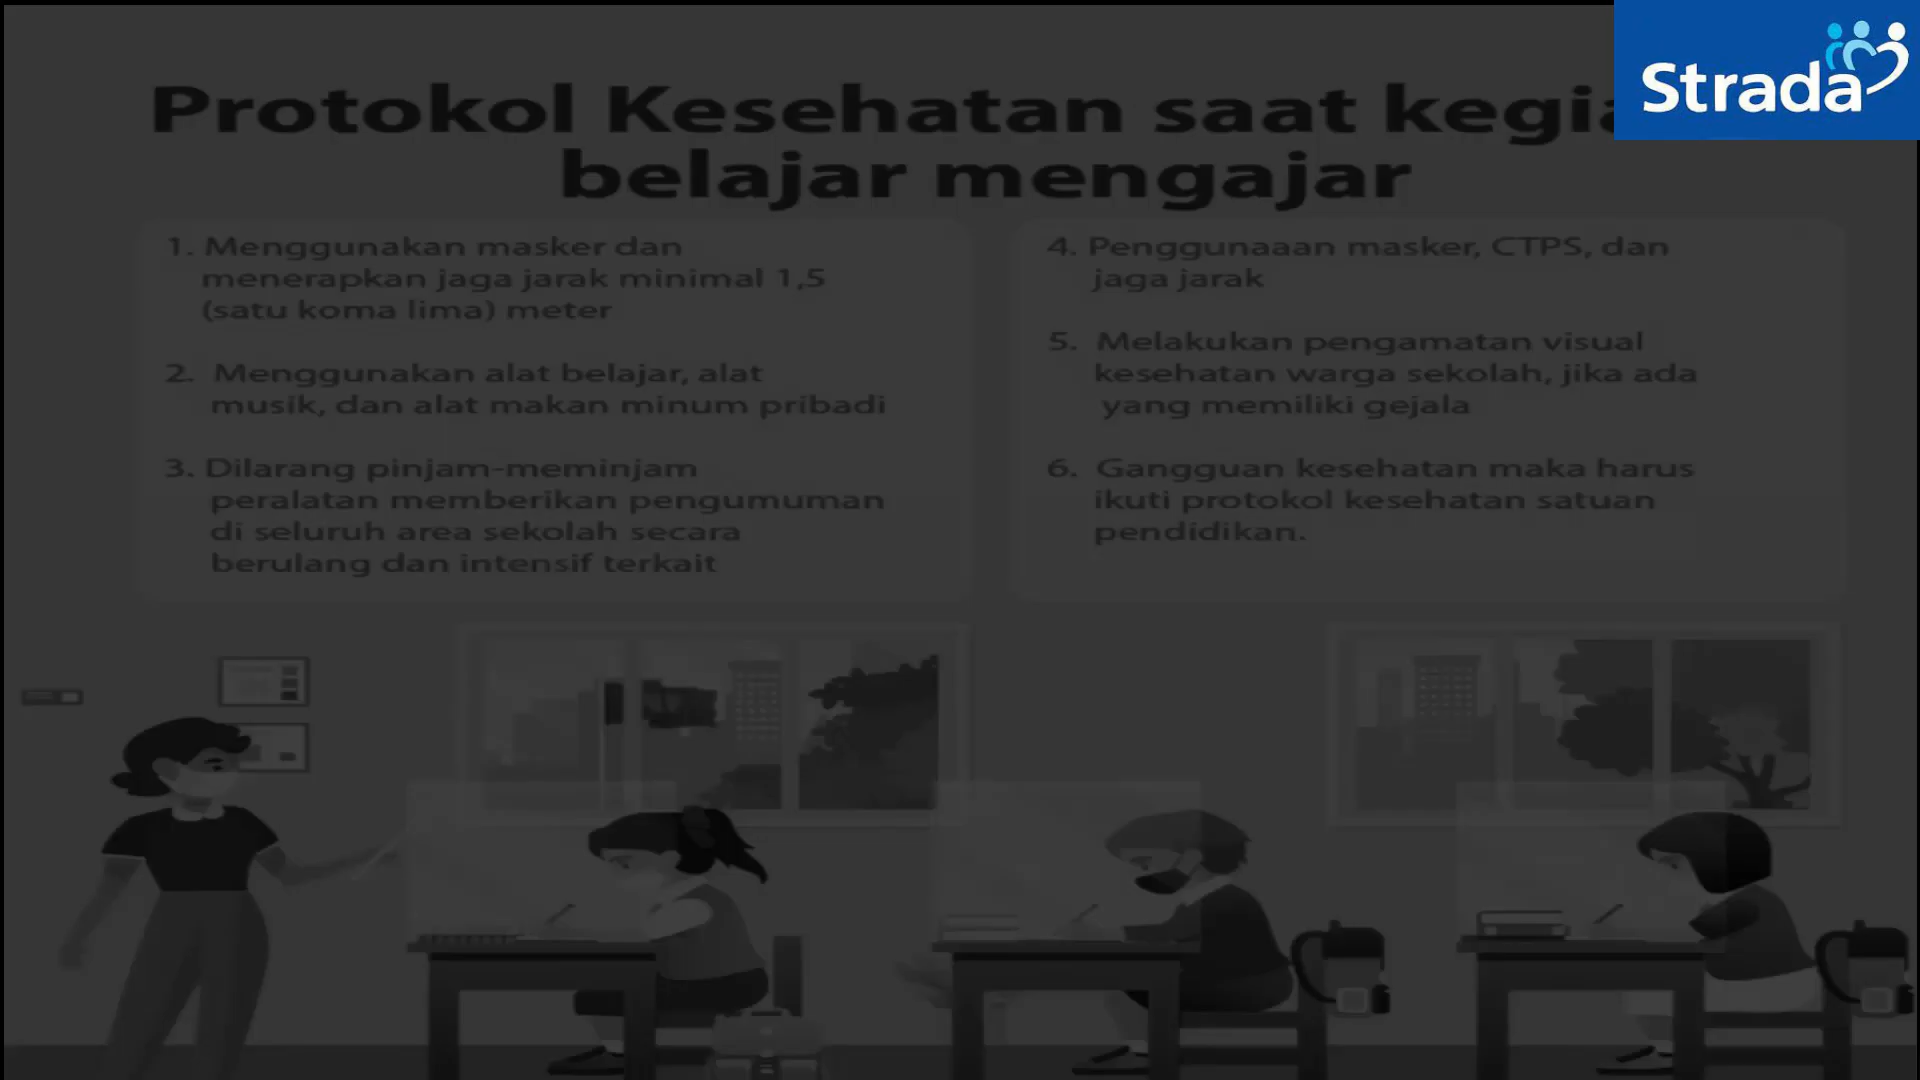 Strada
Protokol Kesehatan saat kegia
belajar mengajar
1. Menggunakan masker dan
menerapkan jaga jarak minimal 1,5
(satu koma lima) meter
2. Menggunakan alat belajar, alat
musik, dan alat makan minum pribadi
3. Dilarang pinjam-meminjam
peralatan memberikan pengumuman
di seluruh area sekolah secara
berulang dan intensif terkait
4. Penggunaaan masker, CTPS, dan
jaga jarak
5. Melakukan pengamatan visual
kesehatan warga sekolah, jika ada
yang memiliki gejala
6. Gangguan kesehatan maka harus
ikuti protokol kesehatan satuan
pendidikan.